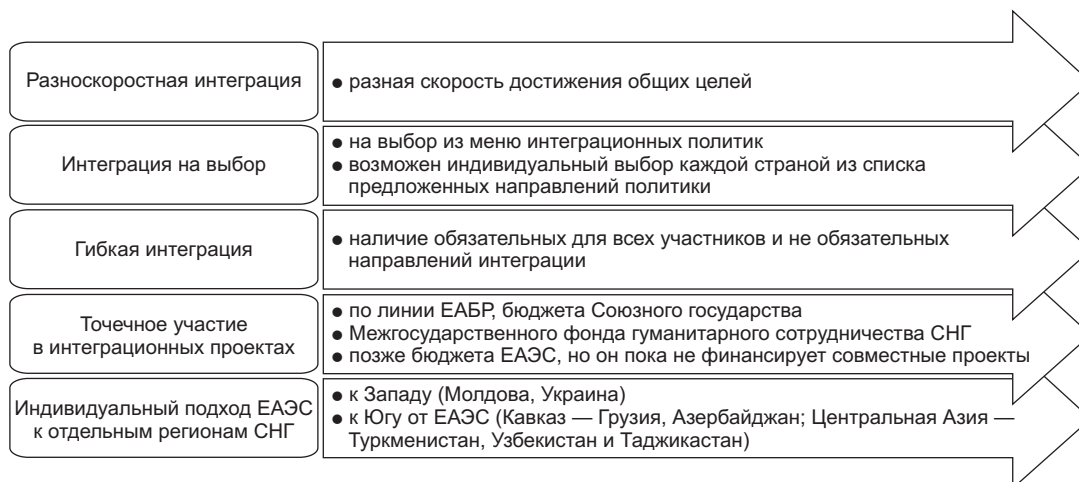 Разноскоростная интеграция
● разная скорость достижения общих целей
Интеграция на выбор
● на выбор из меню интеграционных политик
● возможен индивидуальный выбор каждой страной из списка
предложенных направлений политики
Гибкая интеграция
● наличие обязательных для всех участников и не обязательных
направлений интеграции
Точечное участие
в интеграционных проектах
● по линии ЕАБР, бюджета Союзного государства
● Межгосударственного фонда гуманитарного сотрудничества СНГ
● позже бюджета ЕАЭС, но он пока не финансирует совместные проекты
Индивидуальный подход ЕАЭС
к отдельным регионам СНГ
● к Западу (Молдова, Украина)
● к Югу от ЕАЭС (Кавказ — Грузия, Азербайджан; Центральная Азия —
Туркменистан, Узбекистан и Таджикастан)